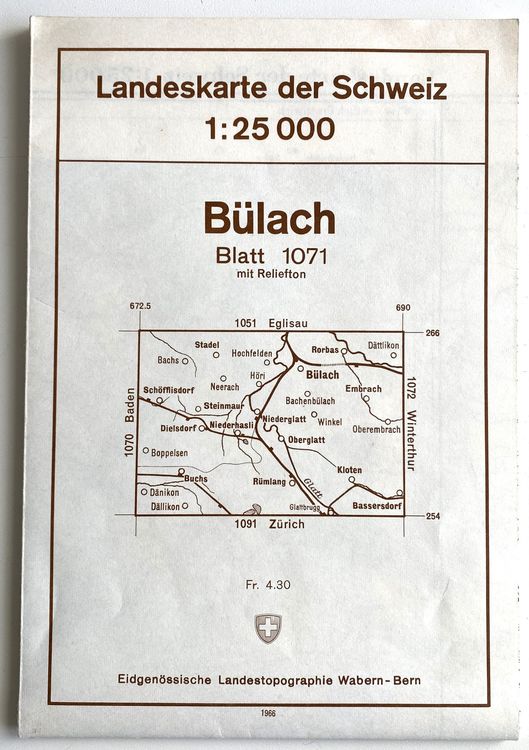 Landeskarte der Schweiz
1:25 000
Bülach
Blatt 1071
mit Reliefton
672.5
690
1051 Eglisau
266
Stadel
Rorbas
Dättlikon
Hochfelden
Bachs
Bülach
Höri
Neerach
Embrach
Schöfflisdorf
Bachenbülach
Steinmaur
1070 Baden
1072 Winterthur
Niederglatt
Winkel
Dielsdorf
Niederhasli
Oberembrach
Oberglatt
Boppelsen
Kloten
Buchs
Rümlang
Glatt
Dänikon
Dällikon
Glattbrugg
Bassersdorf
1091 Zürich
254
Fr. 4.30
Eidgenössische Landestopographie Wabern-Bern
1966